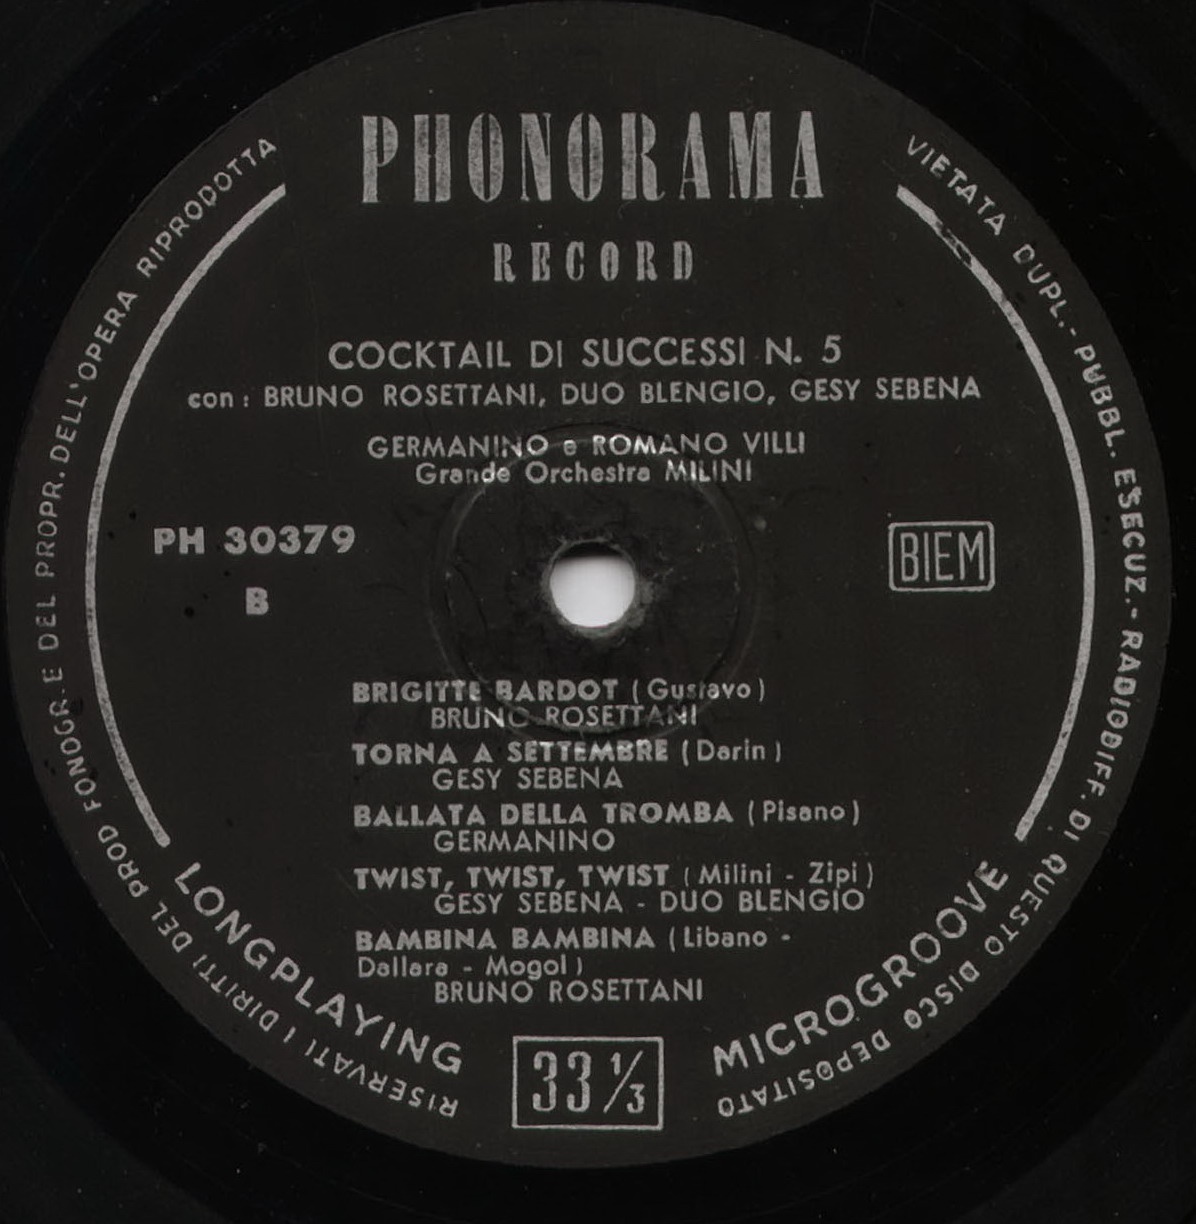 PHONORAMA
RECORD
COCKTAIL DI SUCCESSI N. 5
con: BRUNO ROSETTANI, DUO BLENGIO, GESY SEBENA
GERMANINO e ROMANO VILLI
Grande Orchestra MILINI
PH 30379
B
BIEM
BRIGITTE BARDOT (Gustavo)
BRUNO ROSETTANI
TORNA A SETTEMBRE (Darin)
GESY SEBENA
BALLATA DELLA TROMBA (Pisano)
GERMANINO
TWIST, TWIST, TWIST (Milini - Zipi)
GESY SEBENA - DUO BLENGIO
BAMBINA BAMBINA (Libano -
Dallara - Mogol)
BRUNO ROSETTANI
LONGPLAYING
33 1/3
MICROGROOVE
RISERVATI I DIRITTI DEL PROD FONOGR. E DEL PROPR. DELL'OPERA RIPRODOTTA
VIETATA DUPL.- PUBBL. ESECUZ.- RADIODIFF. DI QUESTO DISCO DEPOSITATO